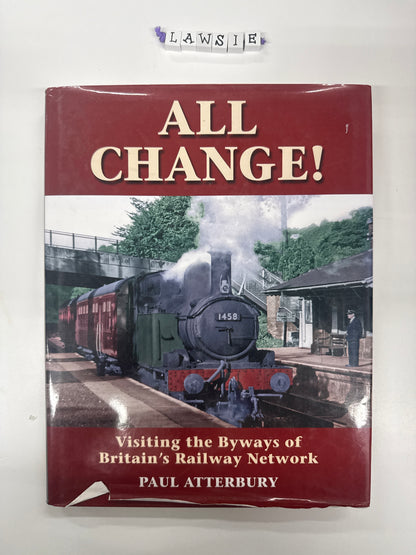 LAWSIE
ALL
CHANGE!
1458
Visiting the Byways of
Britain's Railway Network
PAUL ATTERBURY